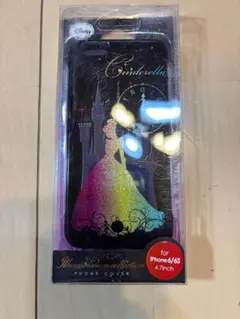 Disney
Cinderella
for
iPhone6/6S
4.7inch
PHONE COVER